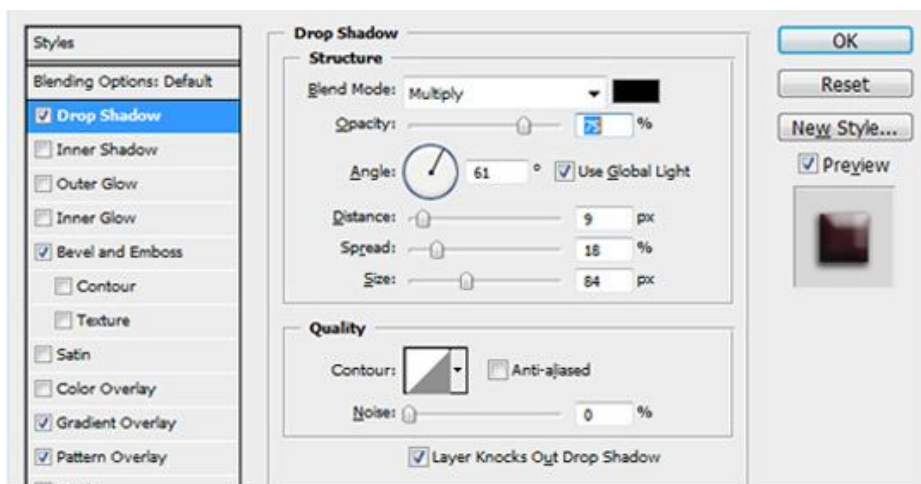 Styles
Blending Options: Default
Drop Shadow
Inner Shadow
Outer Glow
Inner Glow
Bevel and Emboss
Contour
Texture
Satin
Color Overlay
Gradient Overlay
Pattern Overlay
Drop Shadow
Structure
Blend Mode: Multiply
Opacity: 75 %
Angle: 61 ° Use Global Light
Distance: 9 px
Spread: 18 %
Size: 84 px
Quality
Contour: Anti-aliased
Noise: 0 %
Layer Knocks Out Drop Shadow
OK
Reset
New Style...
Preview